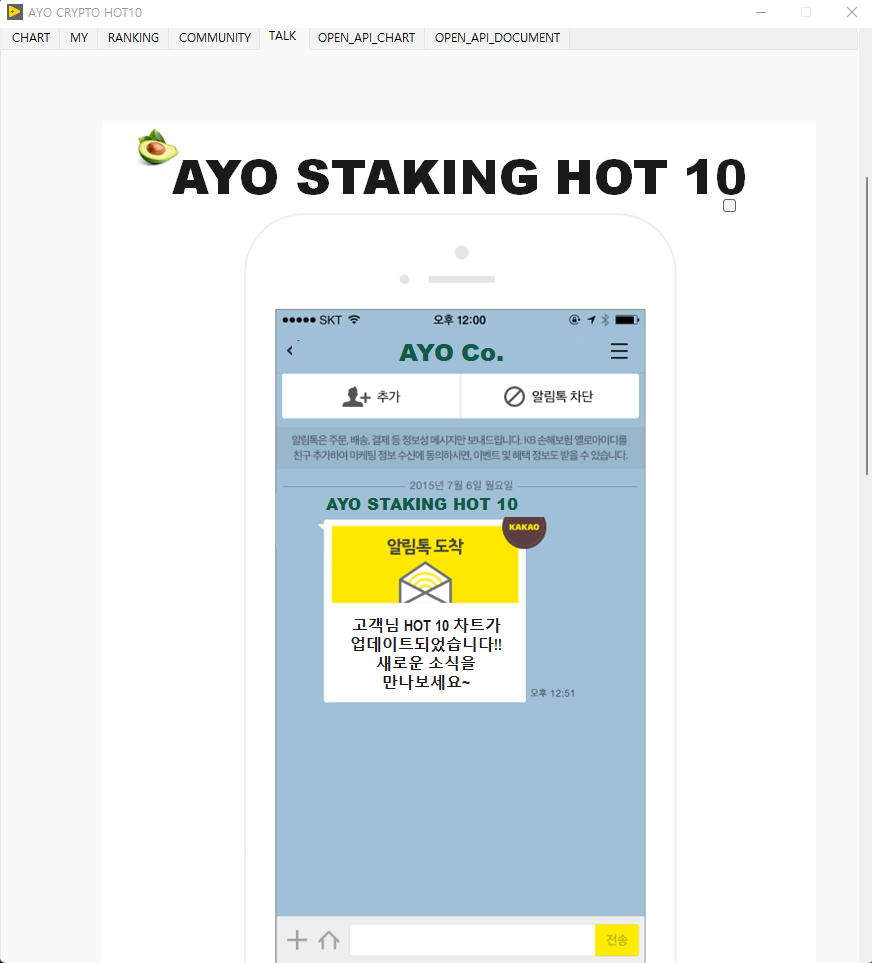 AYO CRYPTO HOT10
CHART MY RANKING COMMUNITY TALK OPEN_API_CHART OPEN_API_DOCUMENT
AYO STAKING HOT 10
SKT 오후 12:00
AYO Co.
추가 알림톡 차단
알림톡은 주문, 배송, 결제 등 정보성 메시지만 보내드립니다. KB 손해보험 옐로아이디를
친구 추가하여 마케팅 정보 수신에 동의하시면, 이벤트 및 혜택 정보도 받을 수 있습니다.
2015년 7월 6일 월요일
AYO STAKING HOT 10
KAKAO
알림톡 도착
고객님 HOT 10 차트가
업데이트되었습니다!!
새로운 소식을
만나보세요~
오후 12:51
전송